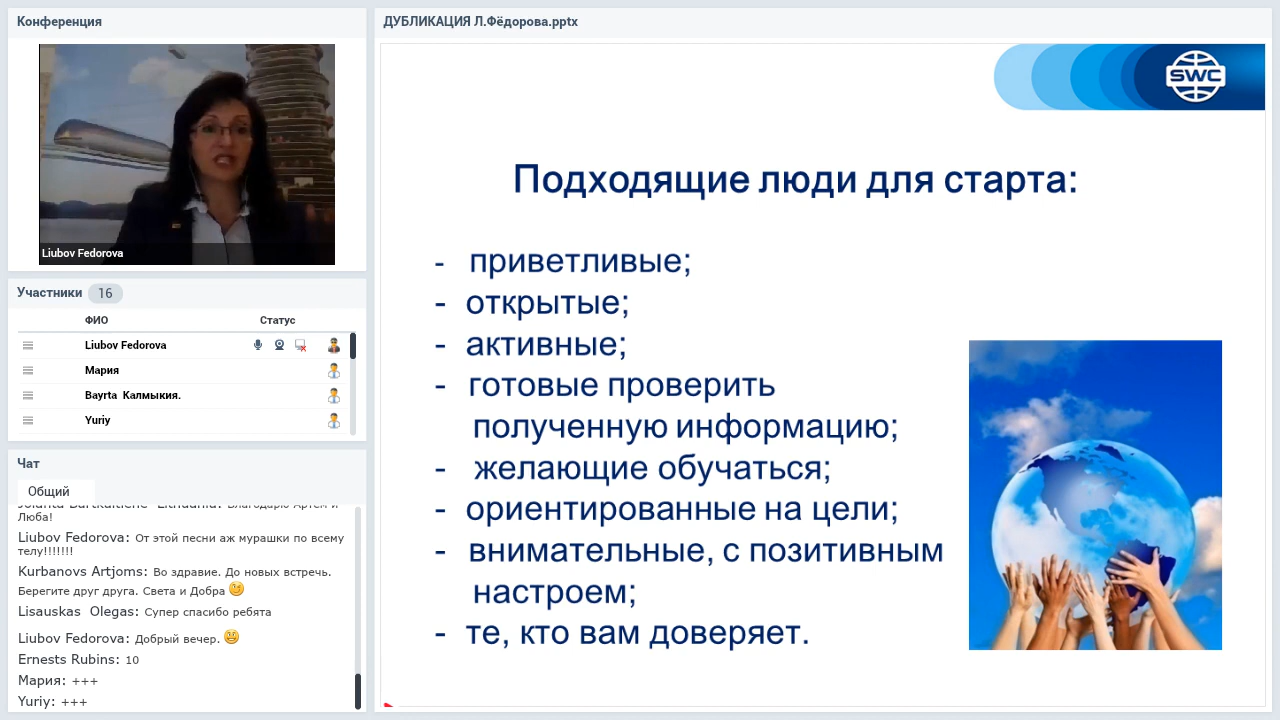 Конференция
Liubov Fedorova
Участники 16
ФИО Статус
Liubov Fedorova
Мария
Bayrta Калмыкия.
Yuriy
Чат
Общий
Люба!
Liubov Fedorova: От этой песни аж мурашки по всему
телу!!!!!!!
Kurbanovs Artjoms: Во здравие. До новых встречь.
Берегите друг друга. Света и Добра
Lisauskas Olegas: Супер спасибо ребята
Liubov Fedorova: Добрый вечер.
Ernests Rubins: 10
Мария: +++
Yuriy: +++
ДУБЛИКАЦИЯ Л.Фёдорова.pptx
SWC
Подходящие люди для старта:
- приветливые;
- открытые;
- активные;
- готовые проверить
полученную информацию;
- желающие обучаться;
- ориентированные на цели;
- внимательные, с позитивным
настроем;
- те, кто вам доверяет.